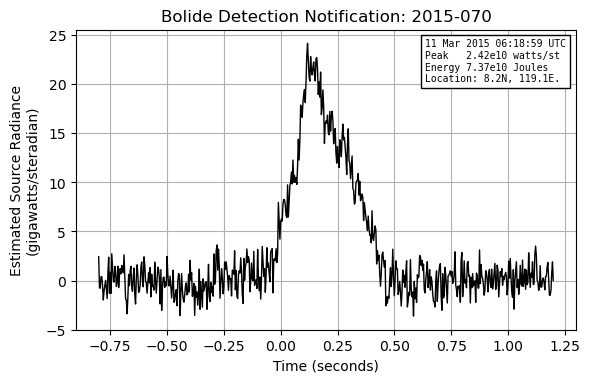 Bolide Detection Notification: 2015-070
11 Mar 2015 06:18:59 UTC
Peak   2.42e10 watts/st
Energy 7.37e10 Joules
Location: 8.2N, 119.1E.
Estimated Source Radiance
(gigawatts/steradian)
25
20
15
10
5
0
−5
−0.75 −0.50 −0.25 0.00 0.25 0.50 0.75 1.00 1.25
Time (seconds)